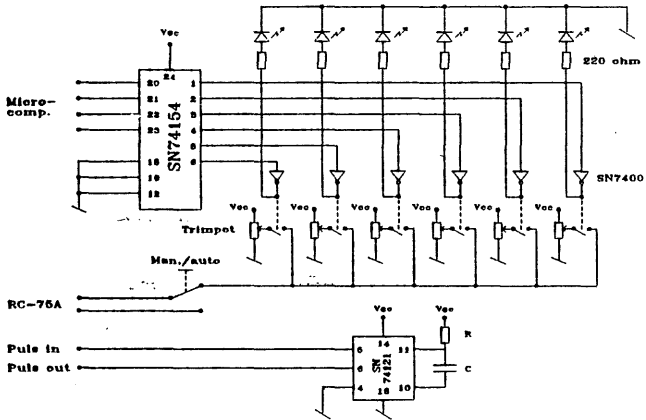 Vcc
220 ohm
24
20 1
Micro-
comp.
21 2
22 3
23 4
SN74154
18 5
19 6
12
SN7400
Vcc Vcc Vcc Vcc Vcc Vcc
Trimpot
Man./auto
RC-75A
Vcc Vcc
R
14
Puls in
5 11
SN
74121
Puls out
6
C
4 10